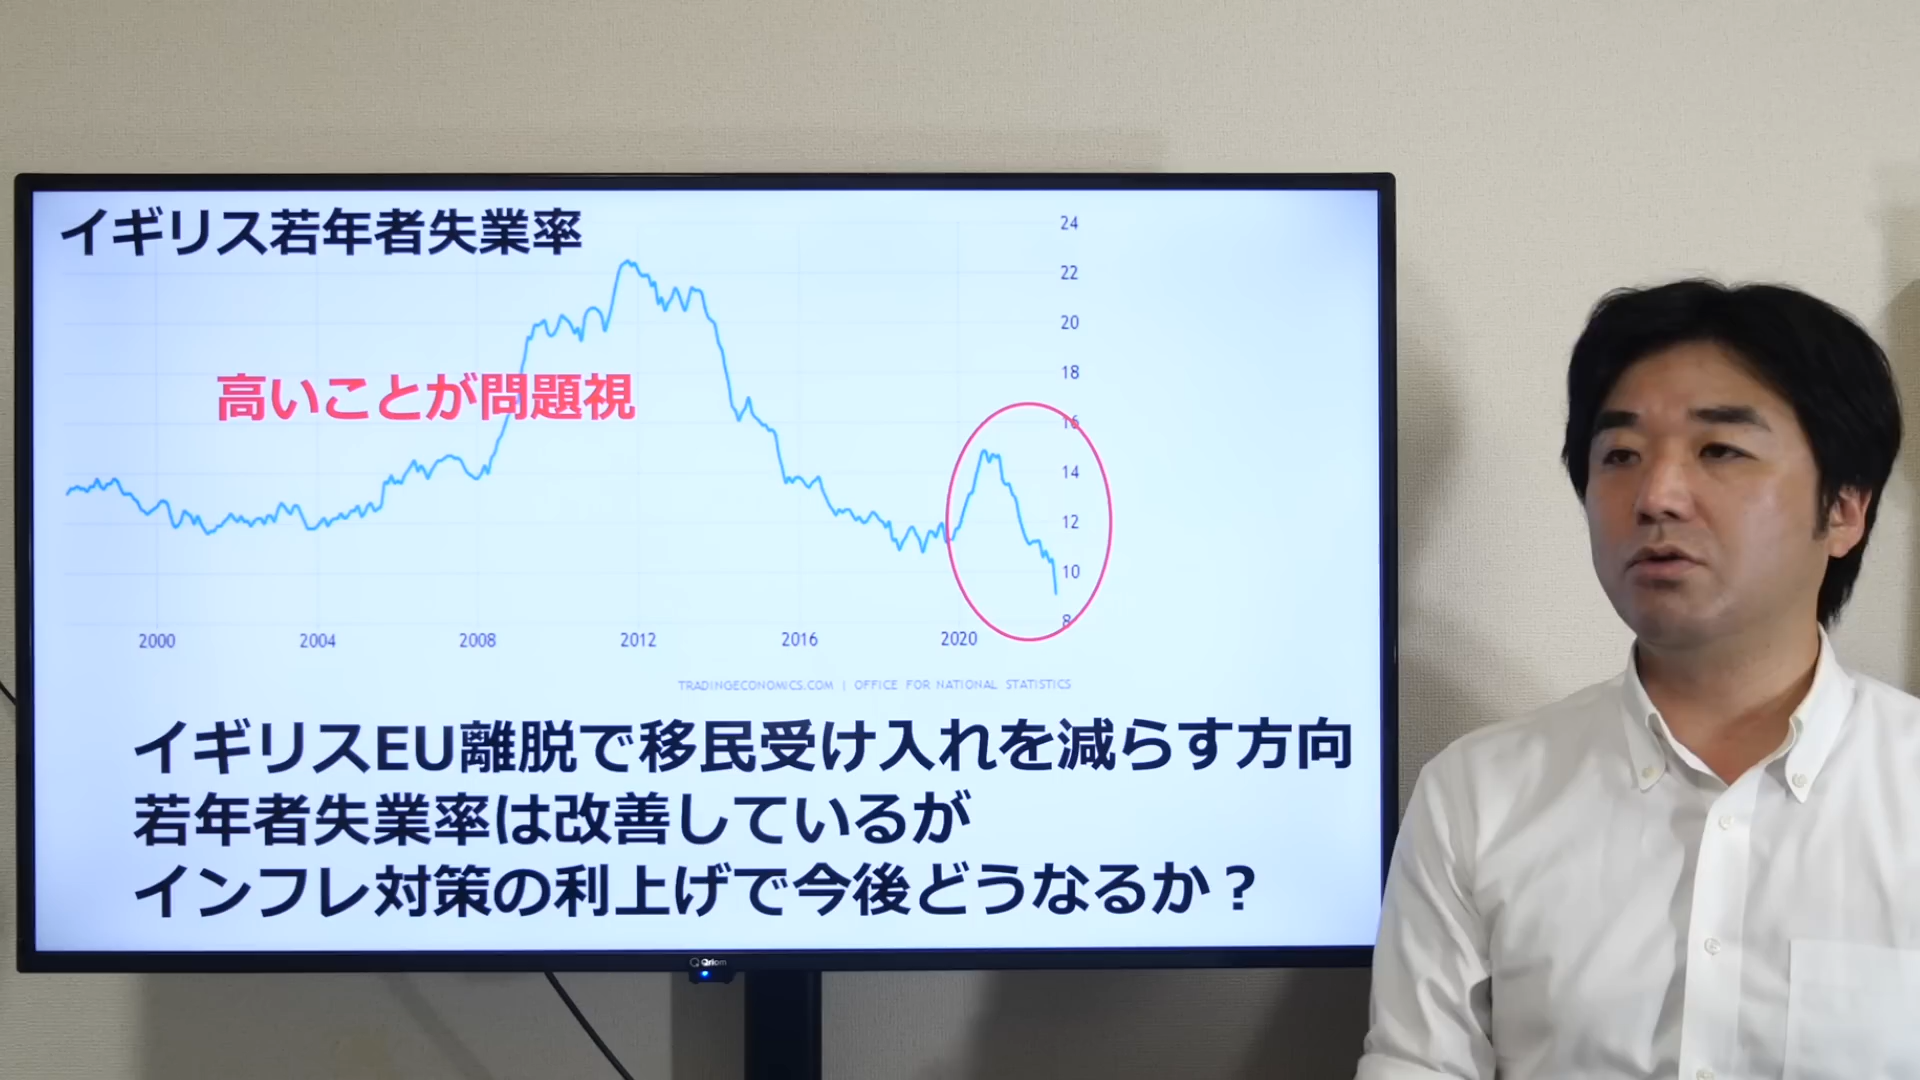 イギリス若年者失業率
24
22
20
高いことが問題視
18
16
14
12
10
8
2000 2004 2008 2012 2016 2020
TRADINGECONOMICS.COM | OFFICE FOR NATIONAL STATISTICS
イギリスEU離脱で移民受け入れを減らす方向
若年者失業率は改善しているが
インフレ対策の利上げで今後どうなるか？
Qriom